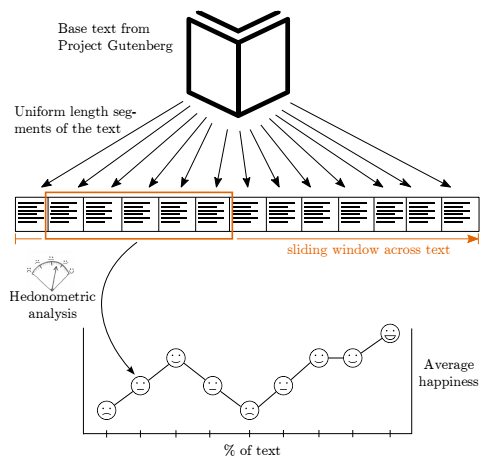 Base text from
Project Gutenberg
Uniform length seg-
ments of the text
sliding window across text
Hedonometric
analysis
Average
happiness
% of text